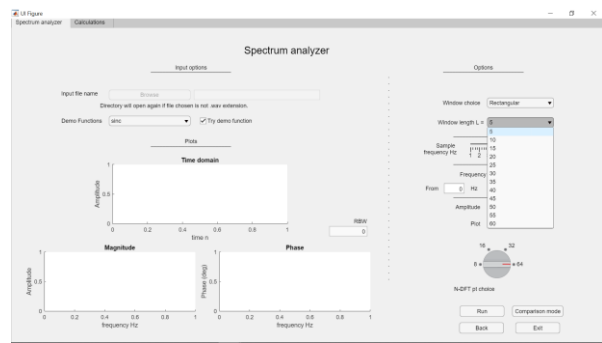 UI Figure
Spectrum analyzer Calculations
Spectrum analyzer
Input options
Options
Input file name Browse
Directory will open again if file chosen is not .wav extension.
Demo Functions sinc Try demo function
Window choice Rectangular
Window length L = 5
5
10
15
20
25
30
35
40
45
50
55
60
Sample
frequency Hz
1 2
Frequency
From 0 Hz
Amplitude
Plot
Plots
Time domain
Amplitude
1
0.5
0
0 0.2 0.4 0.6 0.8 1
time n
RBW
0
Magnitude
Amplitude
1
0.5
0
0 0.2 0.4 0.6 0.8 1
frequency Hz
Phase
Phase (deg)
1
0.5
0
0 0.2 0.4 0.6 0.8 1
frequency Hz
16 32
8 64
N-DFT pt choice
Run Comparison mode
Back Exit